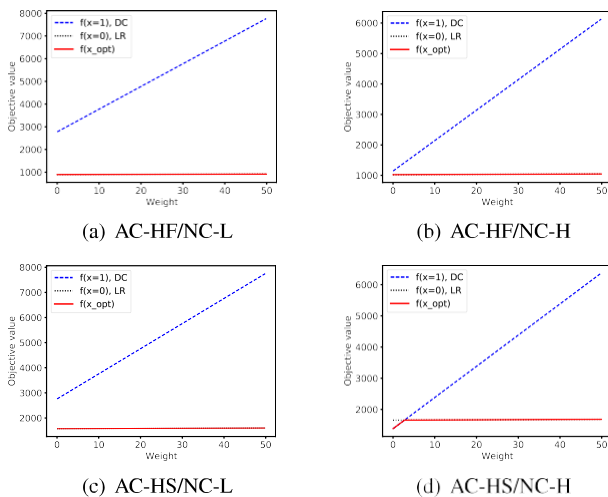 8000
7000
6000
5000
4000
3000
2000
1000
Objective value
f(x=1), DC
f(x=0), LR
f(x_opt)
0 10 20 30 40 50
Weight
(a) AC-HF/NC-L
6000
5000
4000
3000
2000
1000
Objective value
f(x=1), DC
f(x=0), LR
f(x_opt)
0 10 20 30 40 50
Weight
(b) AC-HF/NC-H
8000
7000
6000
5000
4000
3000
2000
Objective value
f(x=1), DC
f(x=0), LR
f(x_opt)
0 10 20 30 40 50
Weight
(c) AC-HS/NC-L
6000
5000
4000
3000
2000
Objective value
f(x=1), DC
f(x=0), LR
f(x_opt)
0 10 20 30 40 50
Weight
(d) AC-HS/NC-H